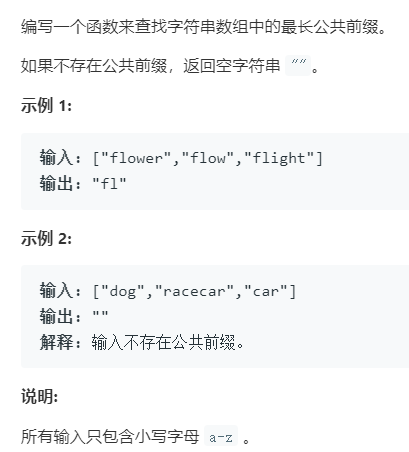 编写一个函数来查找字符串数组中的最长公共前缀。
如果不存在公共前缀，返回空字符串 ""。
示例 1:
输入: ["flower","flow","flight"]
输出: "fl"
示例 2:
输入: ["dog","racecar","car"]
输出: ""
解释: 输入不存在公共前缀。
说明:
所有输入只包含小写字母 a-z 。